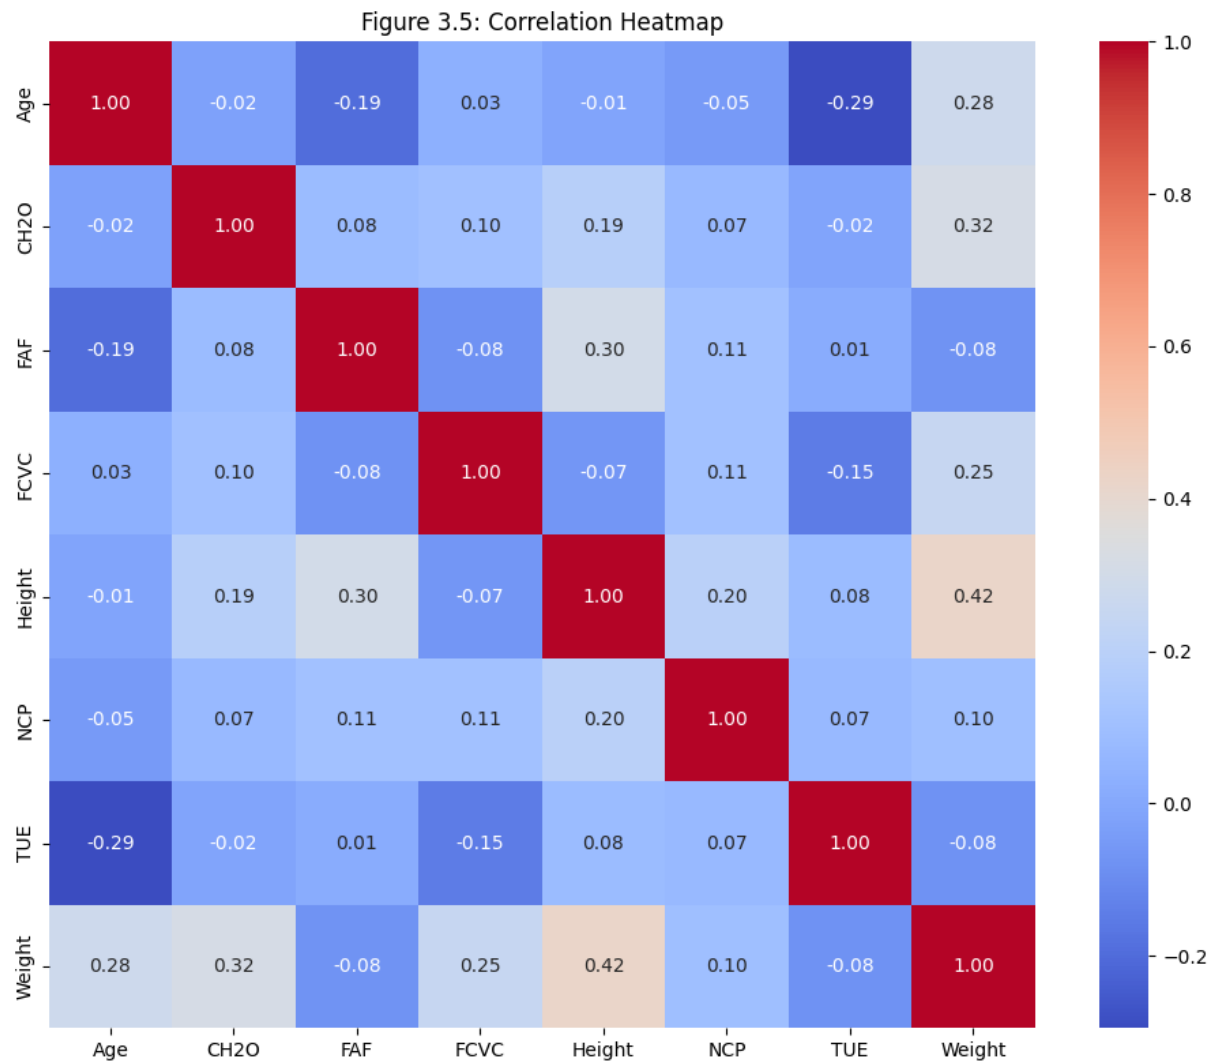 Figure 3.5: Correlation Heatmap
Age 1.00 -0.02 -0.19 0.03 -0.01 -0.05 -0.29 0.28
CH2O -0.02 1.00 0.08 0.10 0.19 0.07 -0.02 0.32
FAF -0.19 0.08 1.00 -0.08 0.30 0.11 0.01 -0.08
FCVC 0.03 0.10 -0.08 1.00 -0.07 0.11 -0.15 0.25
Height -0.01 0.19 0.30 -0.07 1.00 0.20 0.08 0.42
NCP -0.05 0.07 0.11 0.11 0.20 1.00 0.07 0.10
TUE -0.29 -0.02 0.01 -0.15 0.08 0.07 1.00 -0.08
Weight 0.28 0.32 -0.08 0.25 0.42 0.10 -0.08 1.00
Age CH2O FAF FCVC Height NCP TUE Weight
1.0
0.8
0.6
0.4
0.2
0.0
−0.2